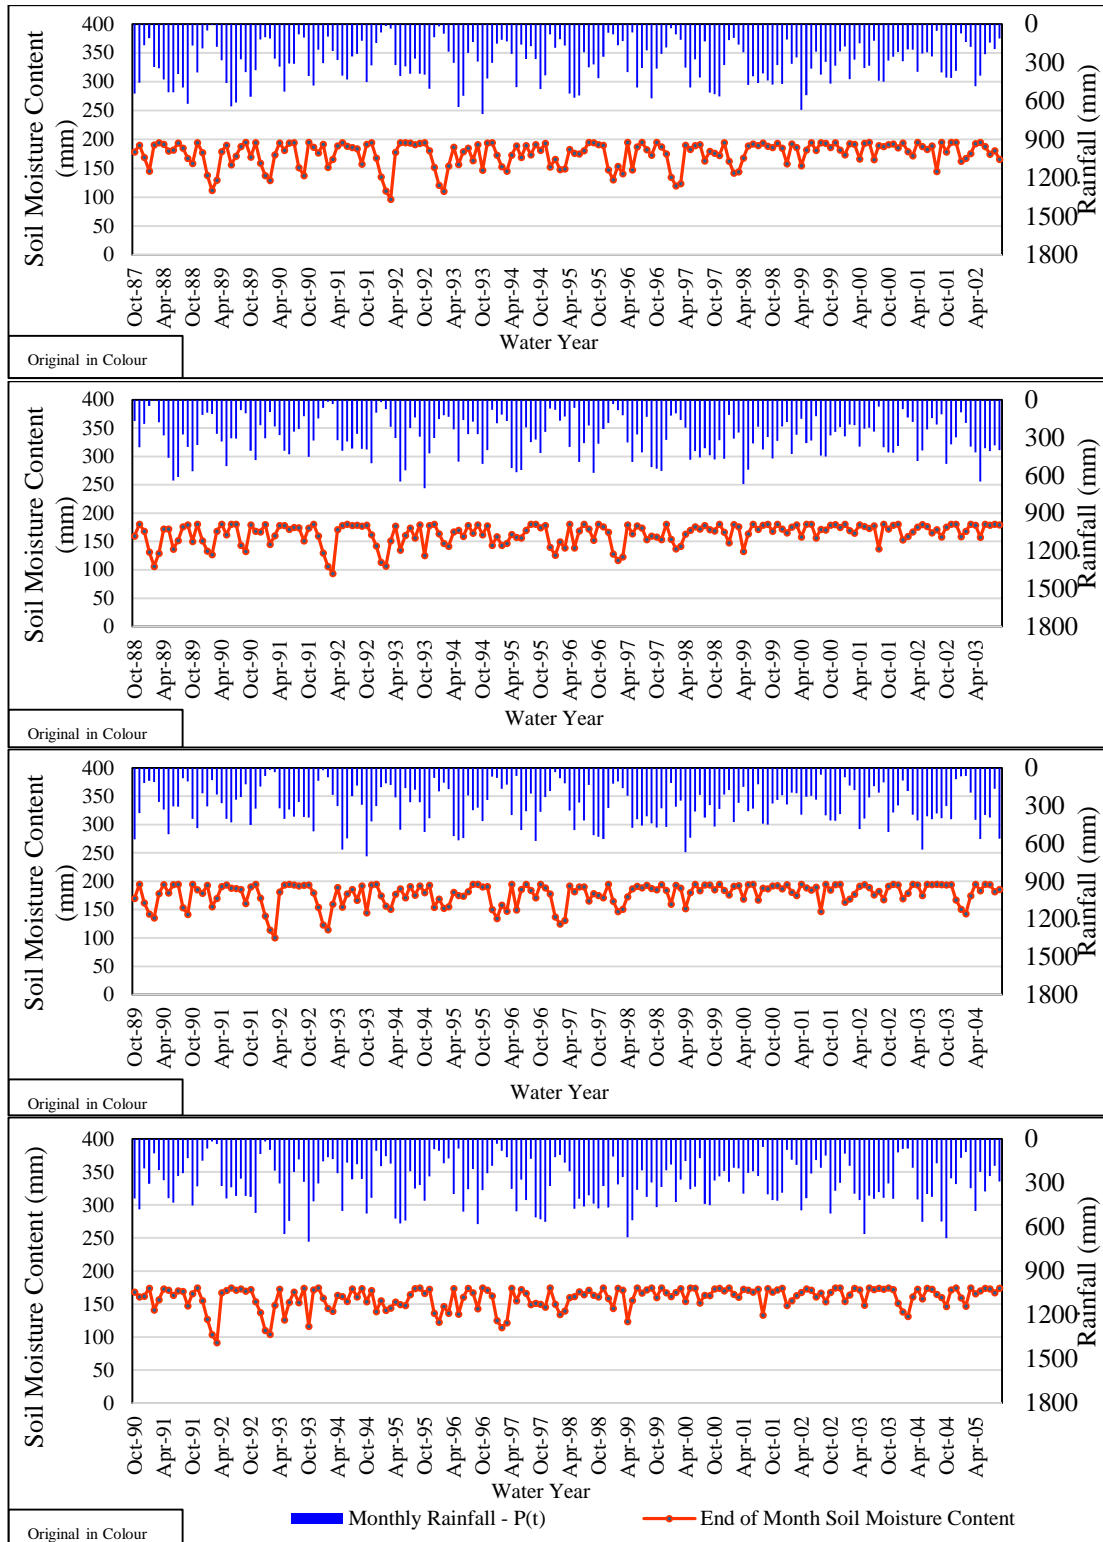 Soil Moisture Content
(mm)
400
350
300
250
200
150
100
50
0
0
300
600
900
1200
1500
1800
Rainfall (mm)
Oct-87
Apr-88
Oct-88
Apr-89
Oct-89
Apr-90
Oct-90
Apr-91
Oct-91
Apr-92
Oct-92
Apr-93
Oct-93
Apr-94
Oct-94
Apr-95
Oct-95
Apr-96
Oct-96
Apr-97
Oct-97
Apr-98
Oct-98
Apr-99
Oct-99
Apr-00
Oct-00
Apr-01
Oct-01
Apr-02
Water Year
Original in Colour
Soil Moisture Content
(mm)
400
350
300
250
200
150
100
50
0
0
300
600
900
1200
1500
1800
Rainfall (mm)
Oct-88
Apr-89
Oct-89
Apr-90
Oct-90
Apr-91
Oct-91
Apr-92
Oct-92
Apr-93
Oct-93
Apr-94
Oct-94
Apr-95
Oct-95
Apr-96
Oct-96
Apr-97
Oct-97
Apr-98
Oct-98
Apr-99
Oct-99
Apr-00
Oct-00
Apr-01
Oct-01
Apr-02
Oct-02
Apr-03
Water Year
Original in Colour
Soil Moisture Content
(mm)
400
350
300
250
200
150
100
50
0
0
300
600
900
1200
1500
1800
Rainfall (mm)
Oct-89
Apr-90
Oct-90
Apr-91
Oct-91
Apr-92
Oct-92
Apr-93
Oct-93
Apr-94
Oct-94
Apr-95
Oct-95
Apr-96
Oct-96
Apr-97
Oct-97
Apr-98
Oct-98
Apr-99
Oct-99
Apr-00
Oct-00
Apr-01
Oct-01
Apr-02
Oct-02
Apr-03
Oct-03
Apr-04
Water Year
Original in Colour
Soil Moisture Content (mm)
400
350
300
250
200
150
100
50
0
0
300
600
900
1200
1500
1800
Rainfall (mm)
Oct-90
Apr-91
Oct-91
Apr-92
Oct-92
Apr-93
Oct-93
Apr-94
Oct-94
Apr-95
Oct-95
Apr-96
Oct-96
Apr-97
Oct-97
Apr-98
Oct-98
Apr-99
Oct-99
Apr-00
Oct-00
Apr-01
Oct-01
Apr-02
Oct-02
Apr-03
Oct-03
Apr-04
Oct-04
Apr-05
Water Year
Monthly Rainfall - P(t)
End of Month Soil Moisture Content
Original in Colour